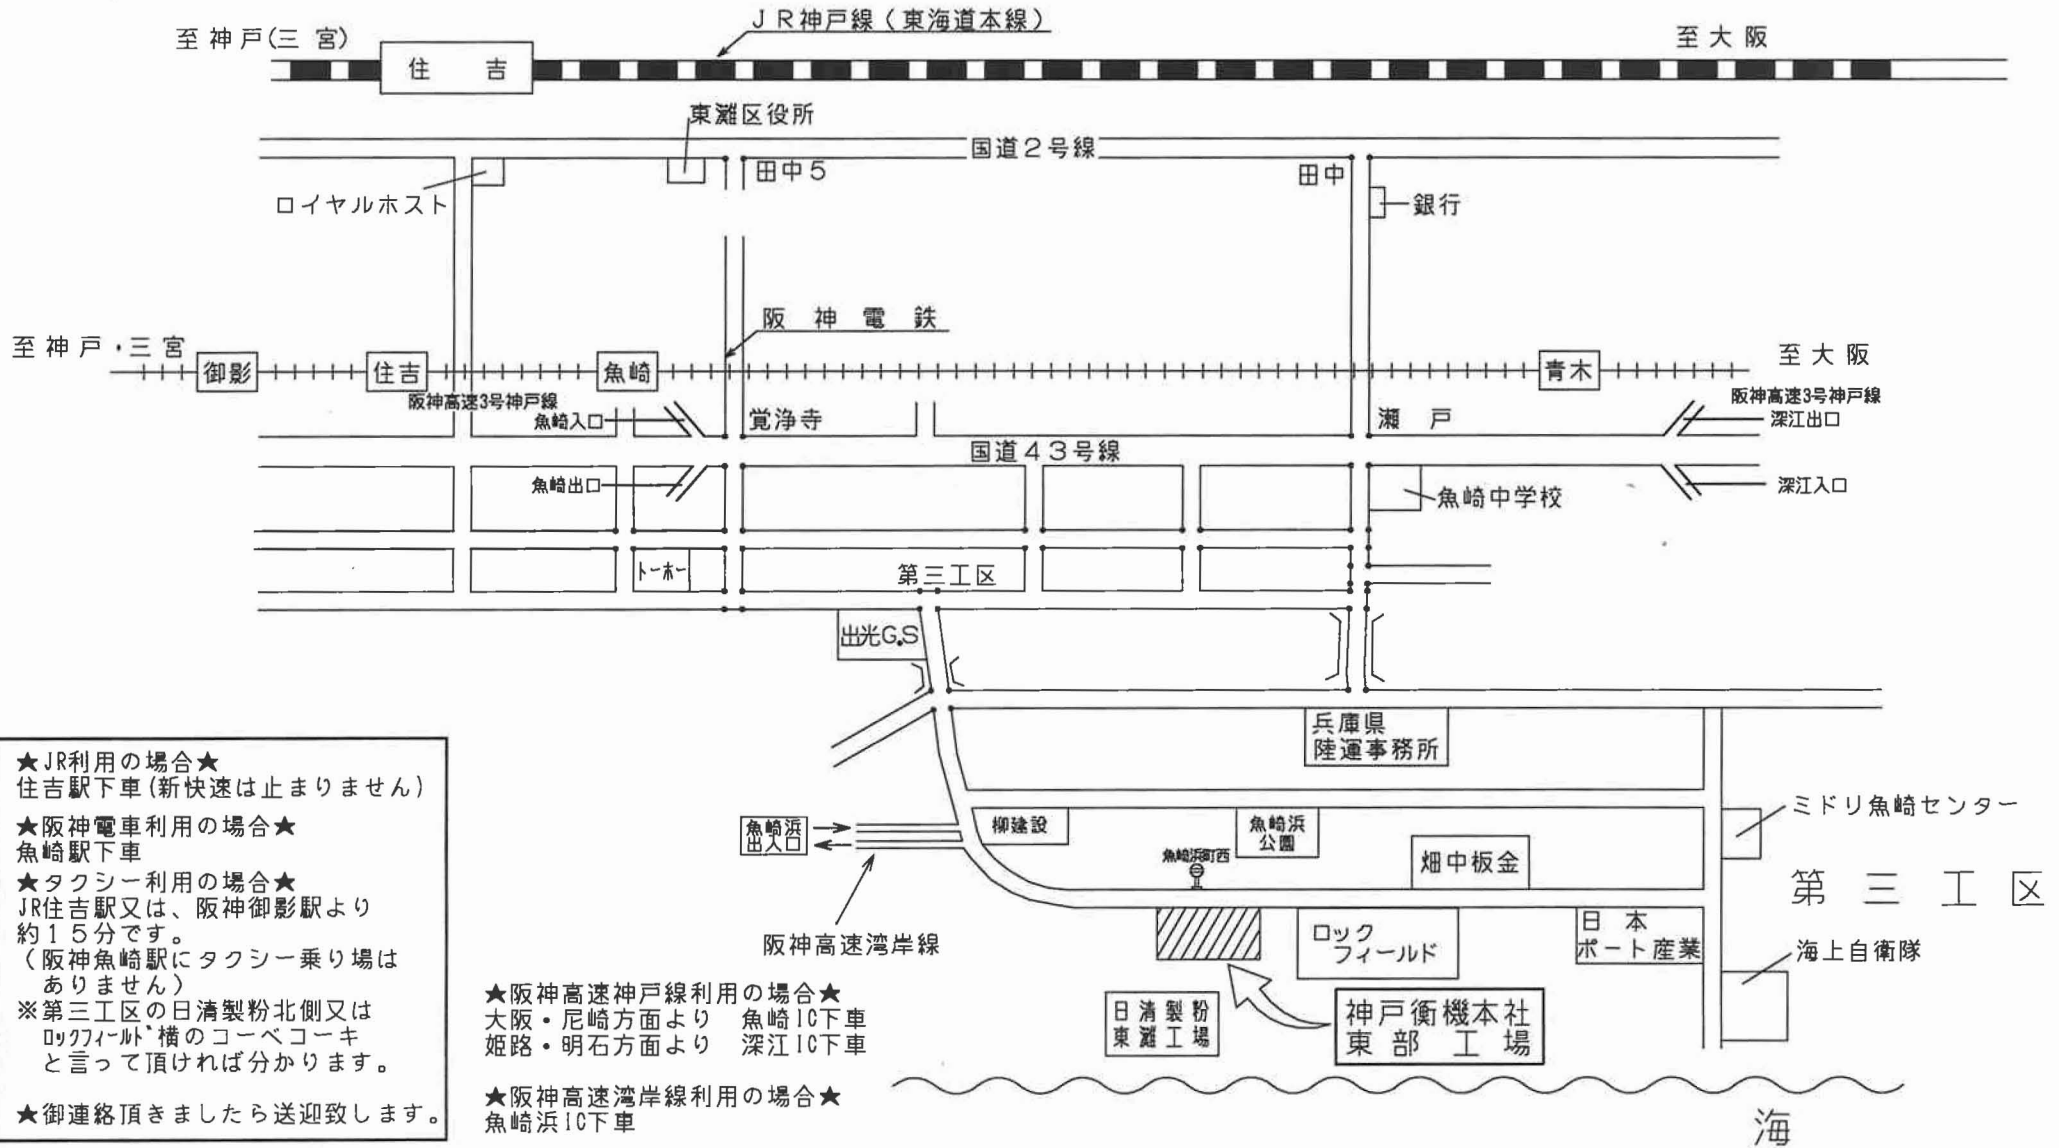 JR神戸線(東海道本線)
至神戸(三宮)
至大阪
住吉
東灘区役所
国道2号線
田中5
田中
ロイヤルホスト
銀行
阪神電鉄
至神戸・三宮
御影
住吉
魚崎
青木
至大阪
阪神高速3号神戸線
阪神高速3号神戸線
魚崎入口
覚浄寺
瀬戸
深江出口
国道43号線
魚崎出口
魚崎中学校
深江入口
トーホー
第三工区
出光G.S
兵庫県
陸運事務所
★JR利用の場合★
住吉駅下車(新快速は止まりません)
★阪神電車利用の場合★
魚崎駅下車
★タクシー利用の場合★
JR住吉駅又は、阪神御影駅より
約15分です。
(阪神魚崎駅にタクシー乗り場は
ありません)
※第三工区の日清製粉北側又は
ロックフィールド横のコーベコーキ
と言って頂ければ分かります。
★御連絡頂きましたら送迎致します。
魚崎浜
出入口
柳建設
魚崎浜
公園
魚崎浜町西
畑中板金
ミドリ魚崎センター
第三工区
阪神高速湾岸線
ロック
フィールド
日本
ポート産業
海上自衛隊
★阪神高速神戸線利用の場合★
大阪・尼崎方面より 魚崎IC下車
姫路・明石方面より 深江IC下車
日清製粉
東灘工場
神戸衡機本社
東部工場
★阪神高速湾岸線利用の場合★
魚崎浜IC下車
海